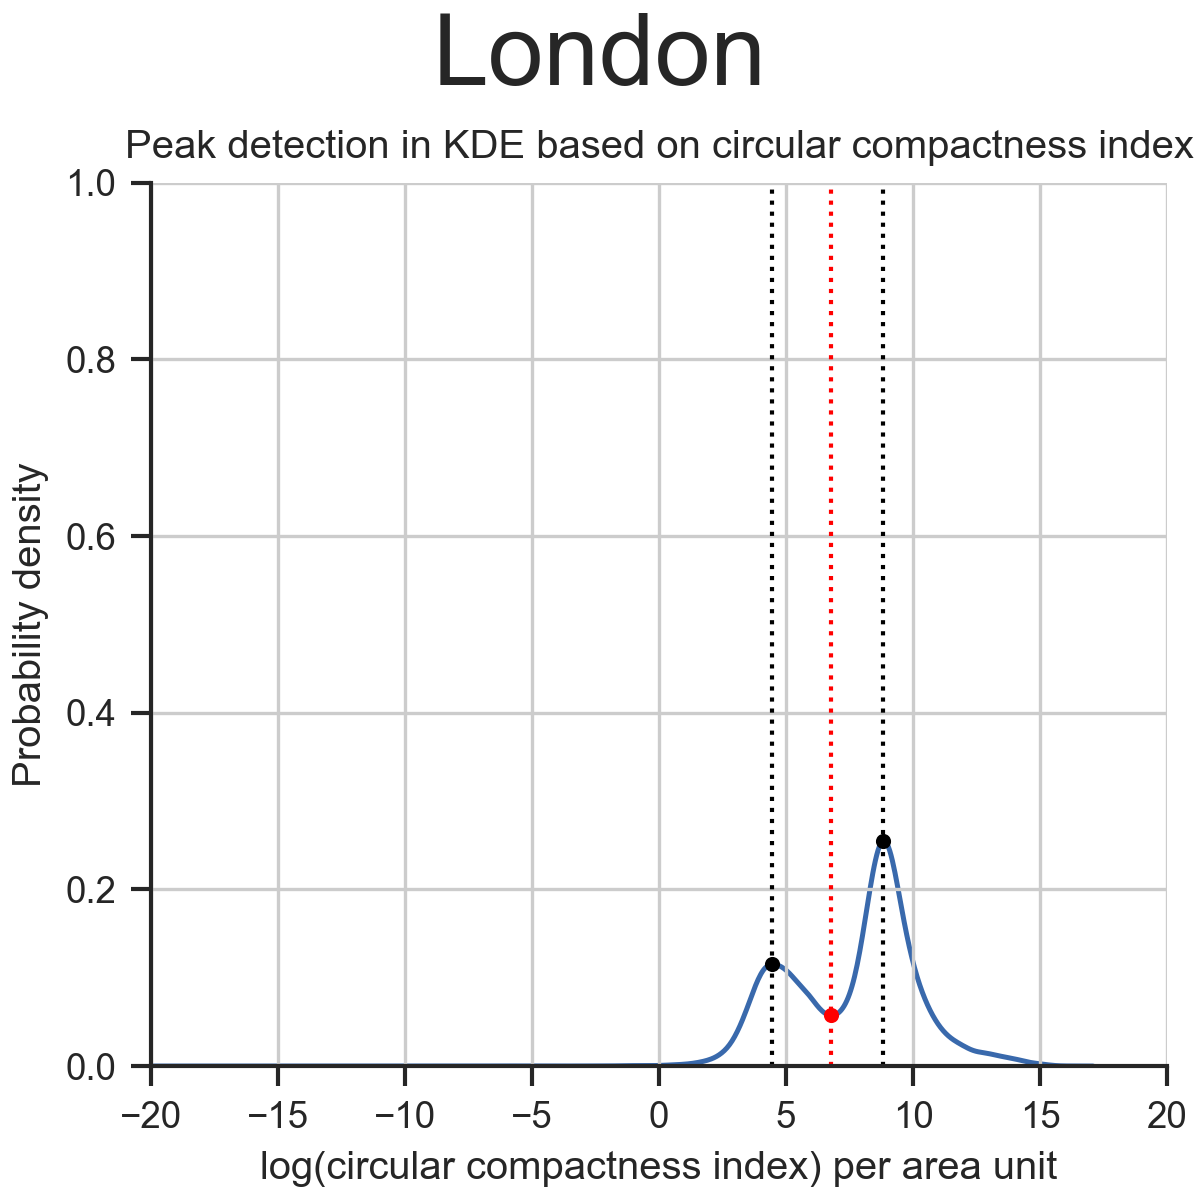 London
Peak detection in KDE based on circular compactness index
1.0
0.8
0.6
0.4
0.2
0.0
Probability density
−20 −15 −10 −5 0 5 10 15 20
log(circular compactness index) per area unit